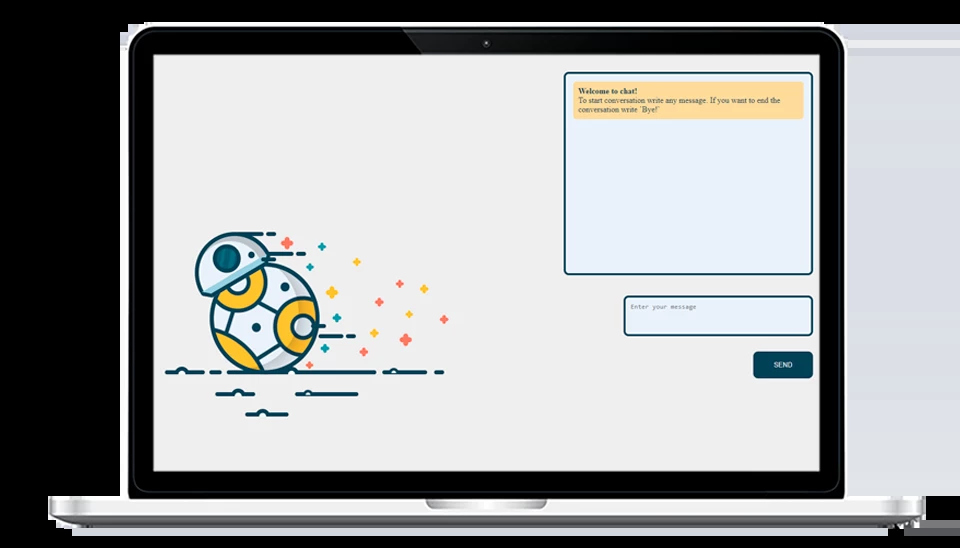 Welcome to chat!
To start conversation write any message. If you want to end the
conversation write `Bye!`
Enter your message
SEND